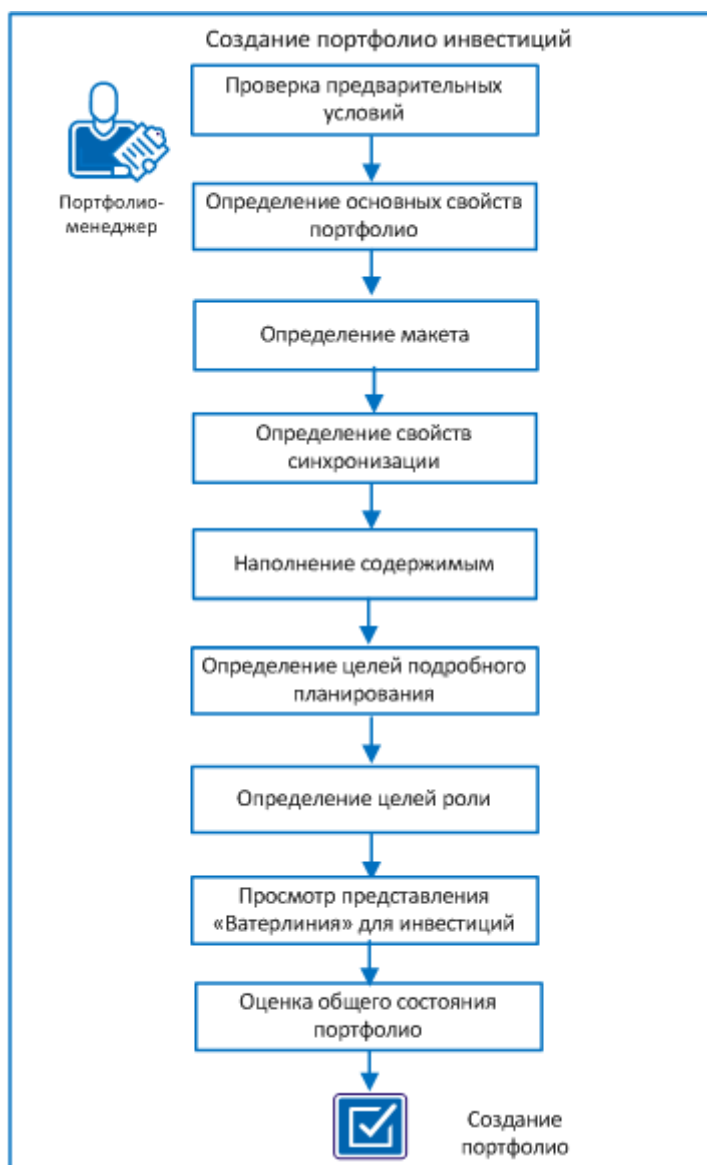 Создание портфолио инвестиций
Проверка предварительных
условий
Портфолио-
менеджер
Определение основных свойств
портфолио
Определение макета
Определение свойств
синхронизации
Наполнение содержимым
Определение целей подробного
планирования
Определение целей роли
Просмотр представления
«Ватерлиния» для инвестиций
Оценка общего состояния
портфолио
Создание
портфолио